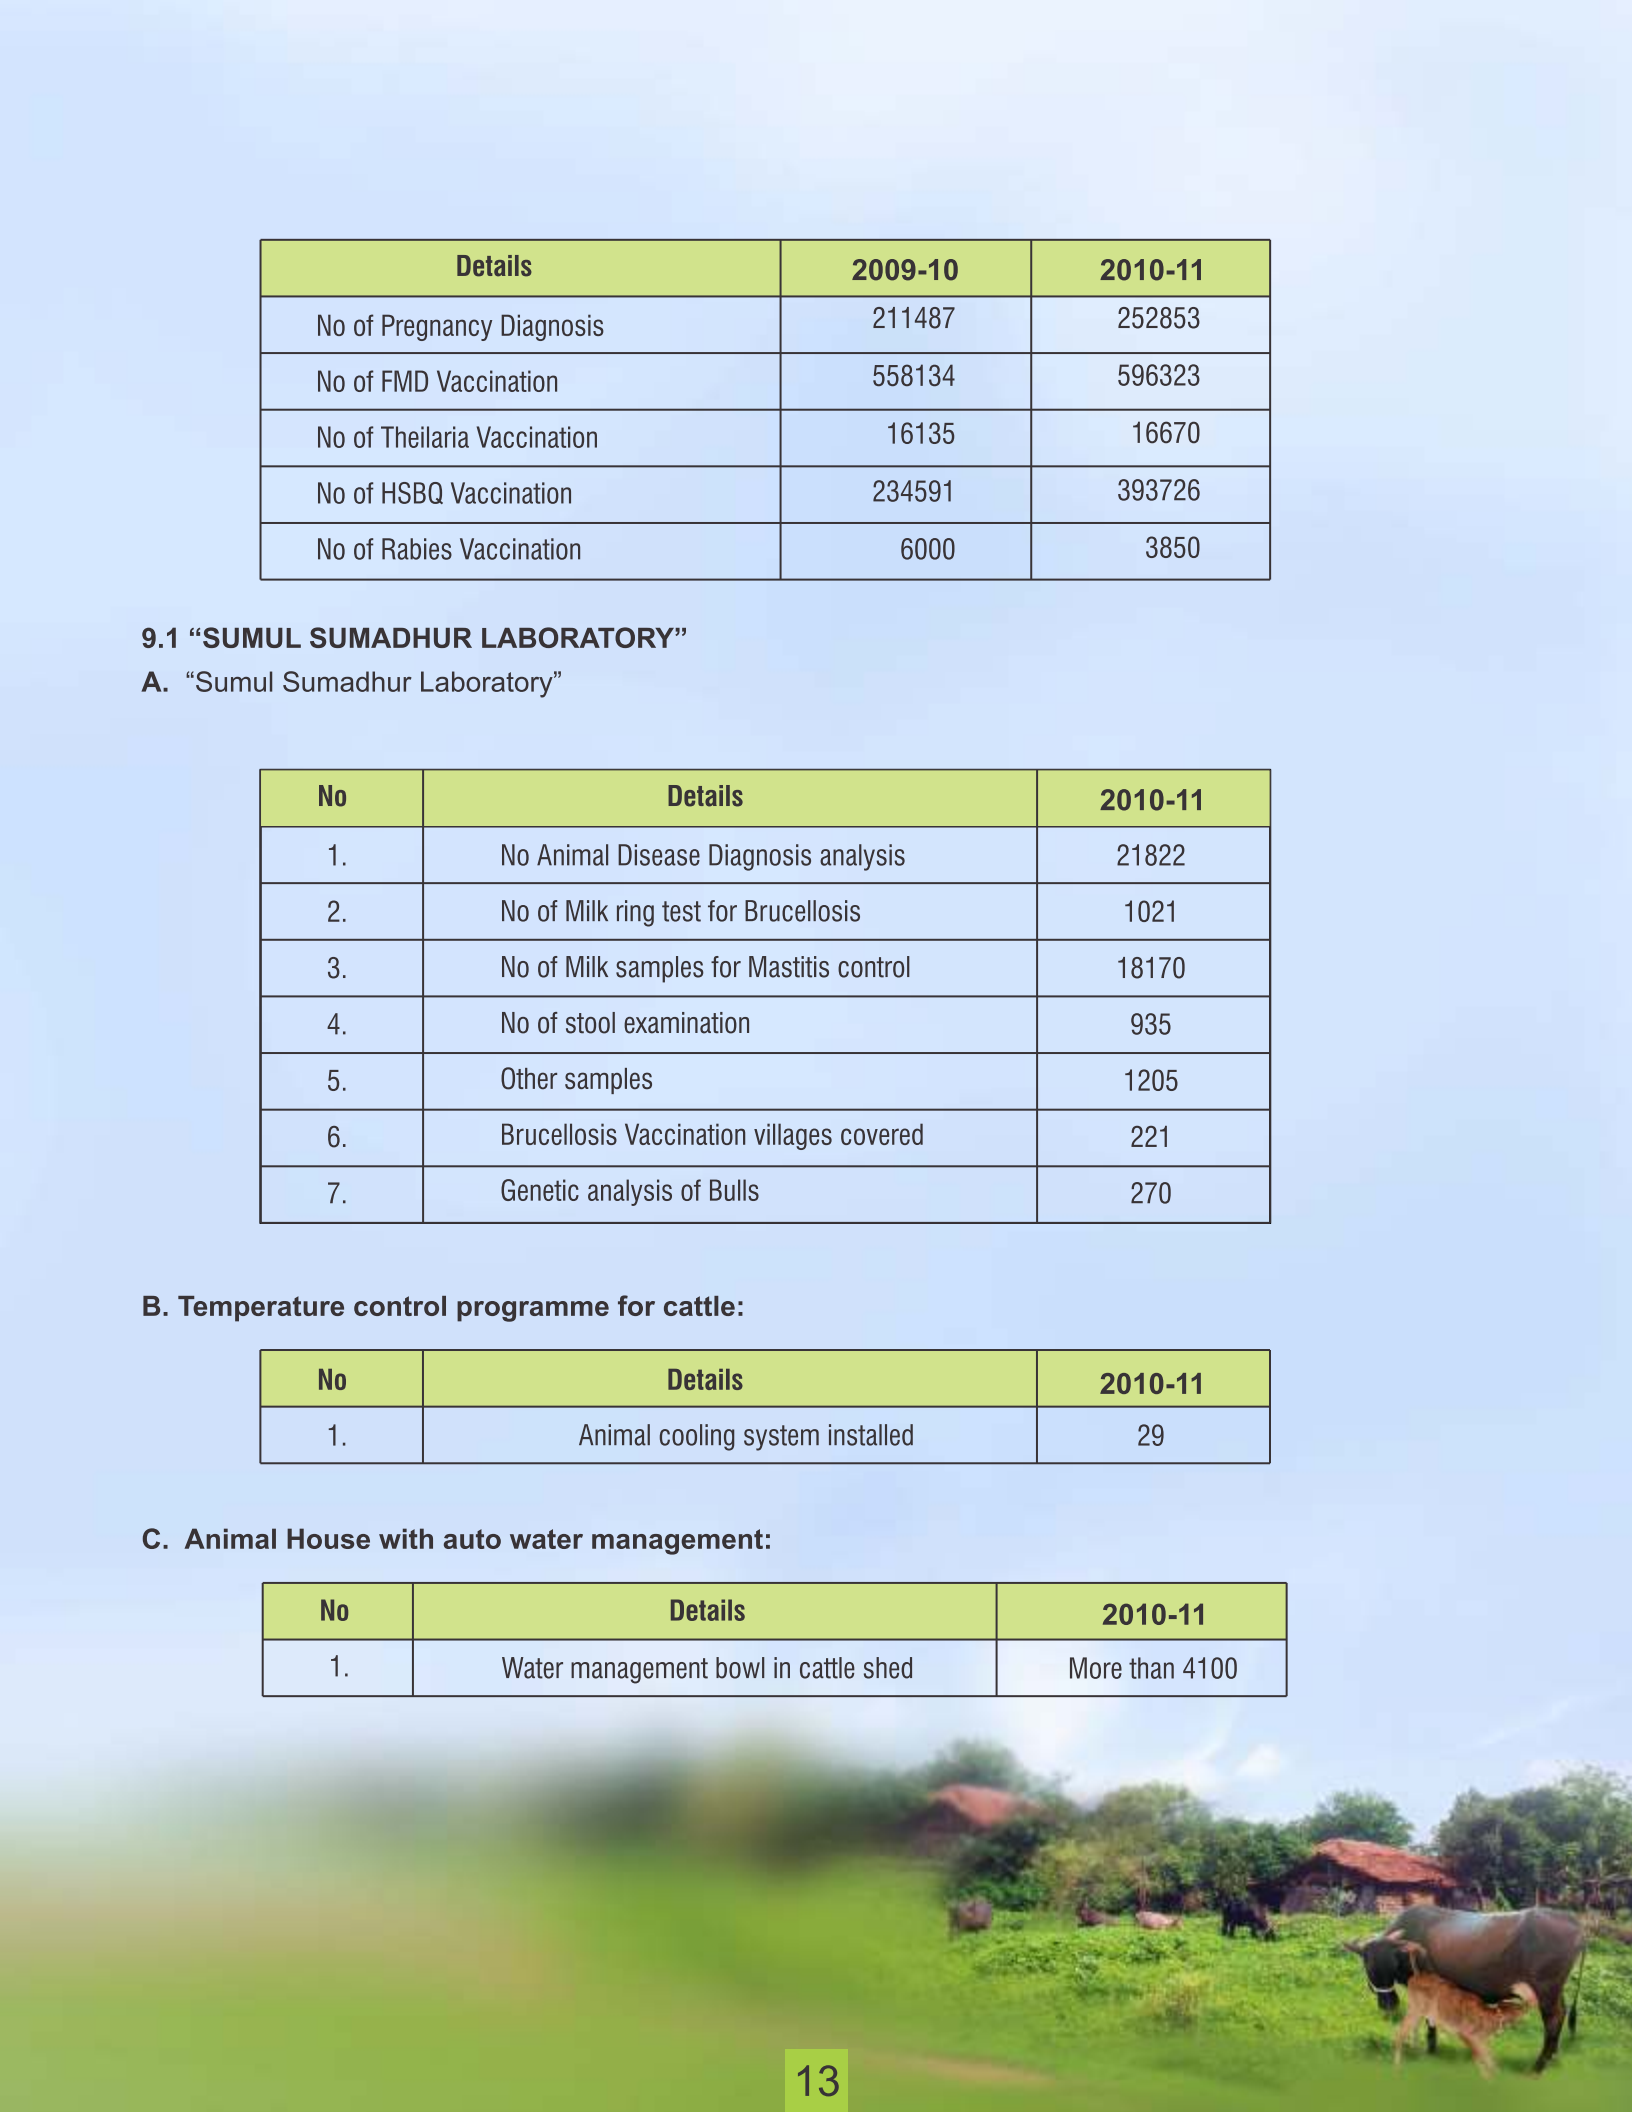 Details 2009-10 2010-11
No of Pregnancy Diagnosis 211487 252853
No of FMD Vaccination 558134 596323
No of Theilaria Vaccination 16135 16670
No of HSBQ Vaccination 234591 393726
No of Rabies Vaccination 6000 3850
9.1 “SUMUL SUMADHUR LABORATORY”
A. “Sumul Sumadhur Laboratory”
No Details 2010-11
1. No Animal Disease Diagnosis analysis 21822
2. No of Milk ring test for Brucellosis 1021
3. No of Milk samples for Mastitis control 18170
4. No of stool examination 935
5. Other samples 1205
6. Brucellosis Vaccination villages covered 221
7. Genetic analysis of Bulls 270
B. Temperature control programme for cattle:
No Details 2010-11
1. Animal cooling system installed 29
C. Animal House with auto water management:
No Details 2010-11
1. Water management bowl in cattle shed More than 4100
13